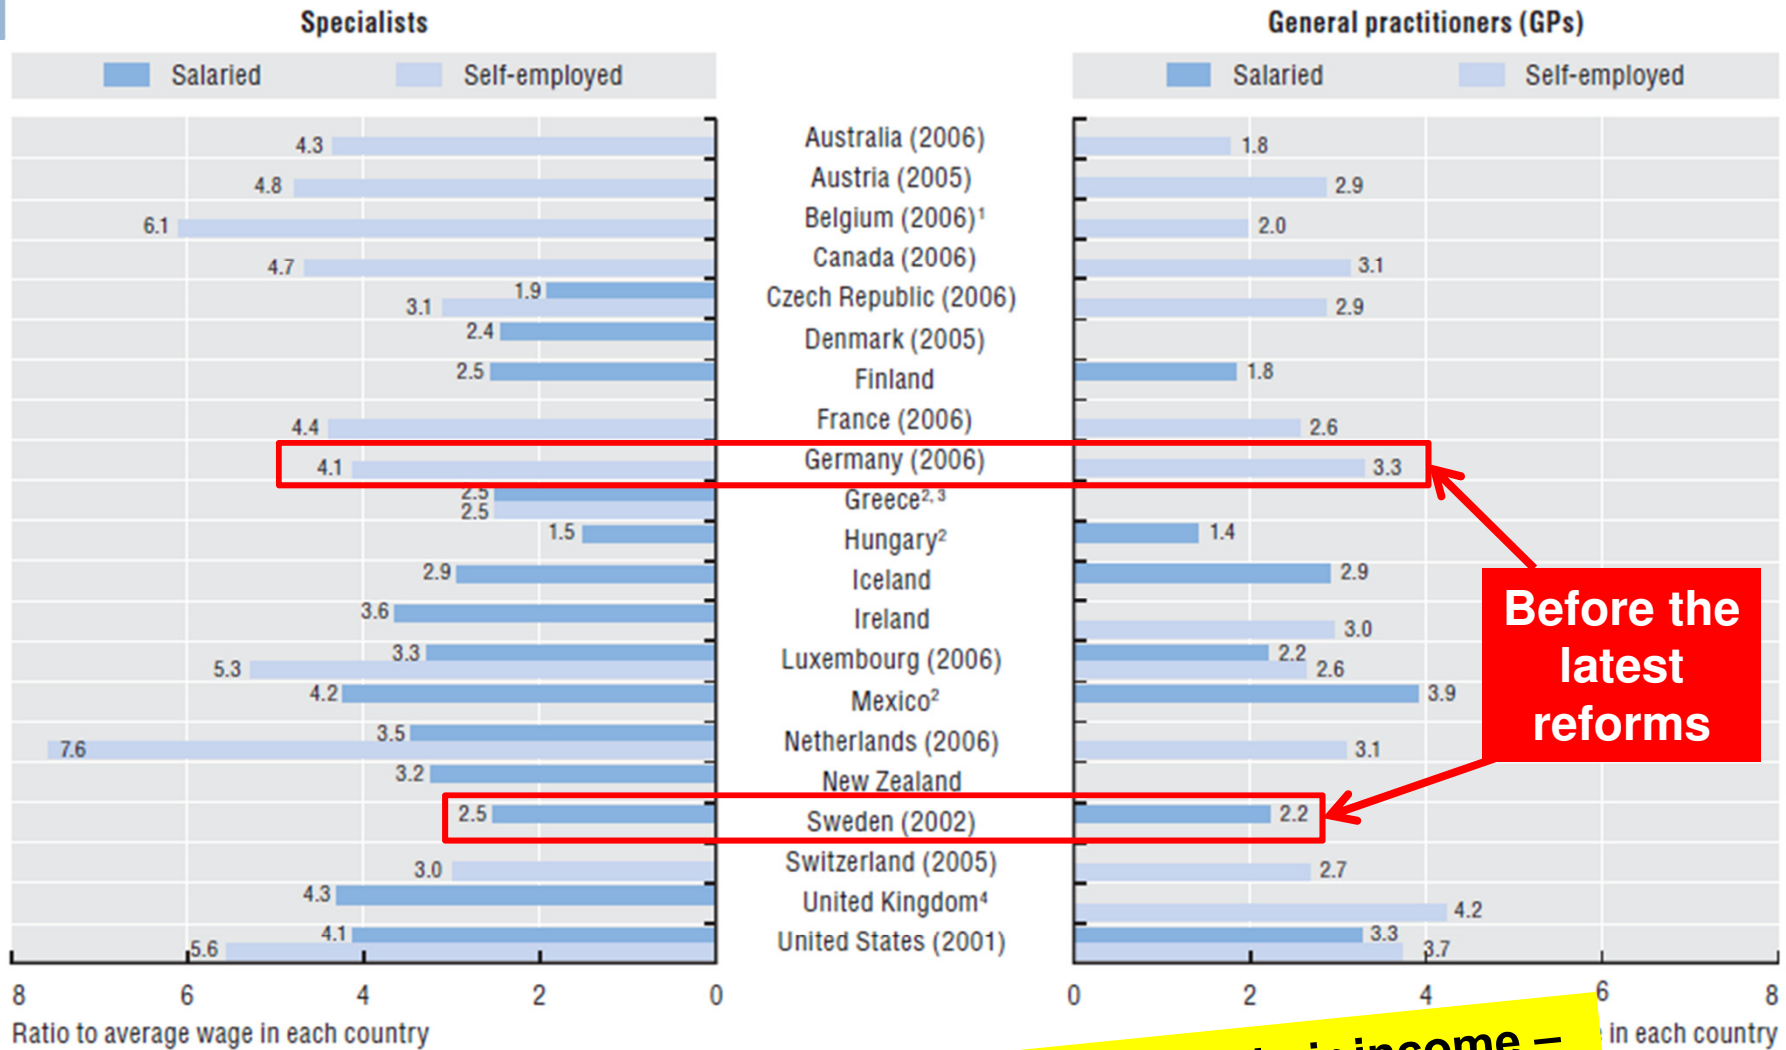 Specialists
General practitioners (GPs)
Salaried Self-employed
Salaried Self-employed
4.3 Australia (2006) 1.8
4.8 Austria (2005) 2.9
6.1 Belgium (2006)¹ 2.0
4.7 Canada (2006) 3.1
1.9
3.1 Czech Republic (2006) 2.9
2.4 Denmark (2005)
2.5 Finland 1.8
4.4 France (2006) 2.6
4.1 Germany (2006) 3.3
2.5
2.5 Greece²,³
1.5 Hungary² 1.4
2.9 Iceland 2.9
3.6 Ireland 3.0
3.3 2.2
5.3 Luxembourg (2006) 2.6
4.2 Mexico² 3.9
3.5
7.6 Netherlands (2006) 3.1
3.2 New Zealand
2.5 Sweden (2002) 2.2
3.0 Switzerland (2005) 2.7
4.3 United Kingdom⁴ 4.2
4.1 3.3
5.6 United States (2001) 3.7
Before the
latest
reforms
8 6 4 2 0 0 2 4 6 8
Ratio to average wage in each country
in each country
income –